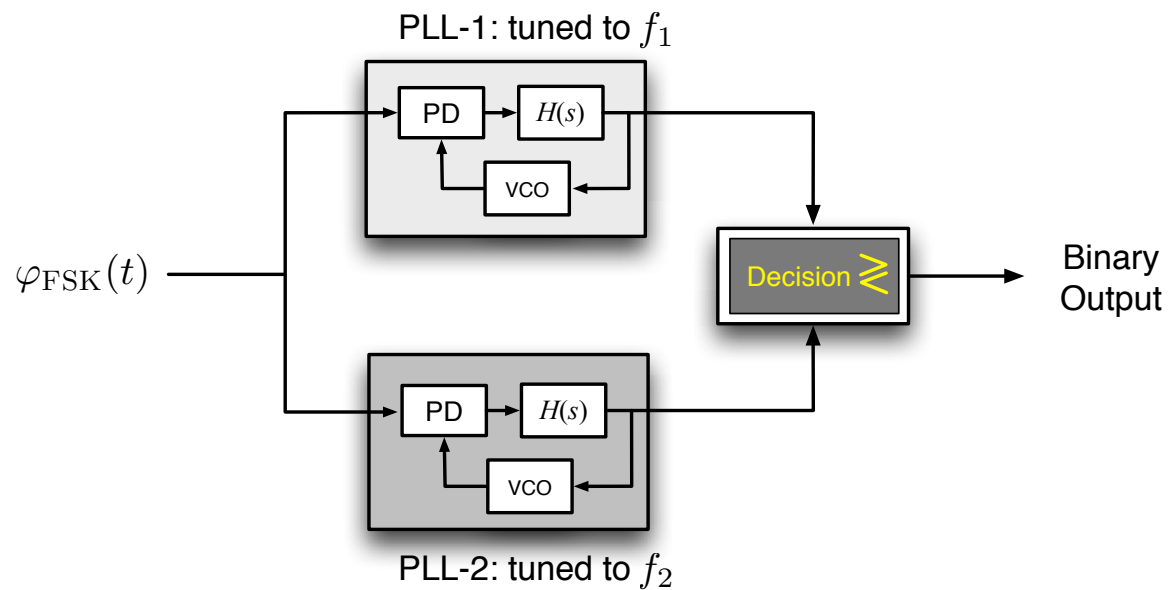 PLL-1: tuned to f₁
PD
H(s)
VCO
φFSK(t)
Decision ≷
Binary
Output
PD
H(s)
VCO
PLL-2: tuned to f₂